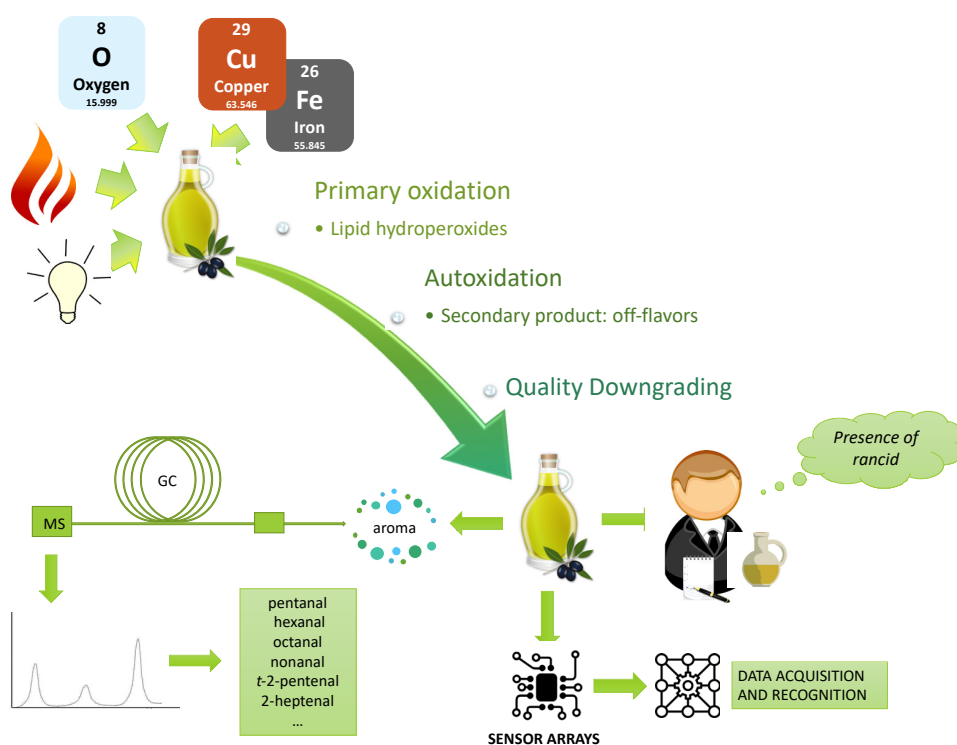 8
O
Oxygen
15.999
29
Cu
Copper
63.546
26
Fe
Iron
55.845
Primary oxidation
• Lipid hydroperoxides
Autoxidation
• Secondary product: off-flavors
Quality Downgrading
Presence of
rancid
GC
MS
aroma
pentanal
hexanal
octanal
nonanal
t-2-pentenal
2-heptenal
...
DATA ACQUISITION
AND RECOGNITION
SENSOR ARRAYS